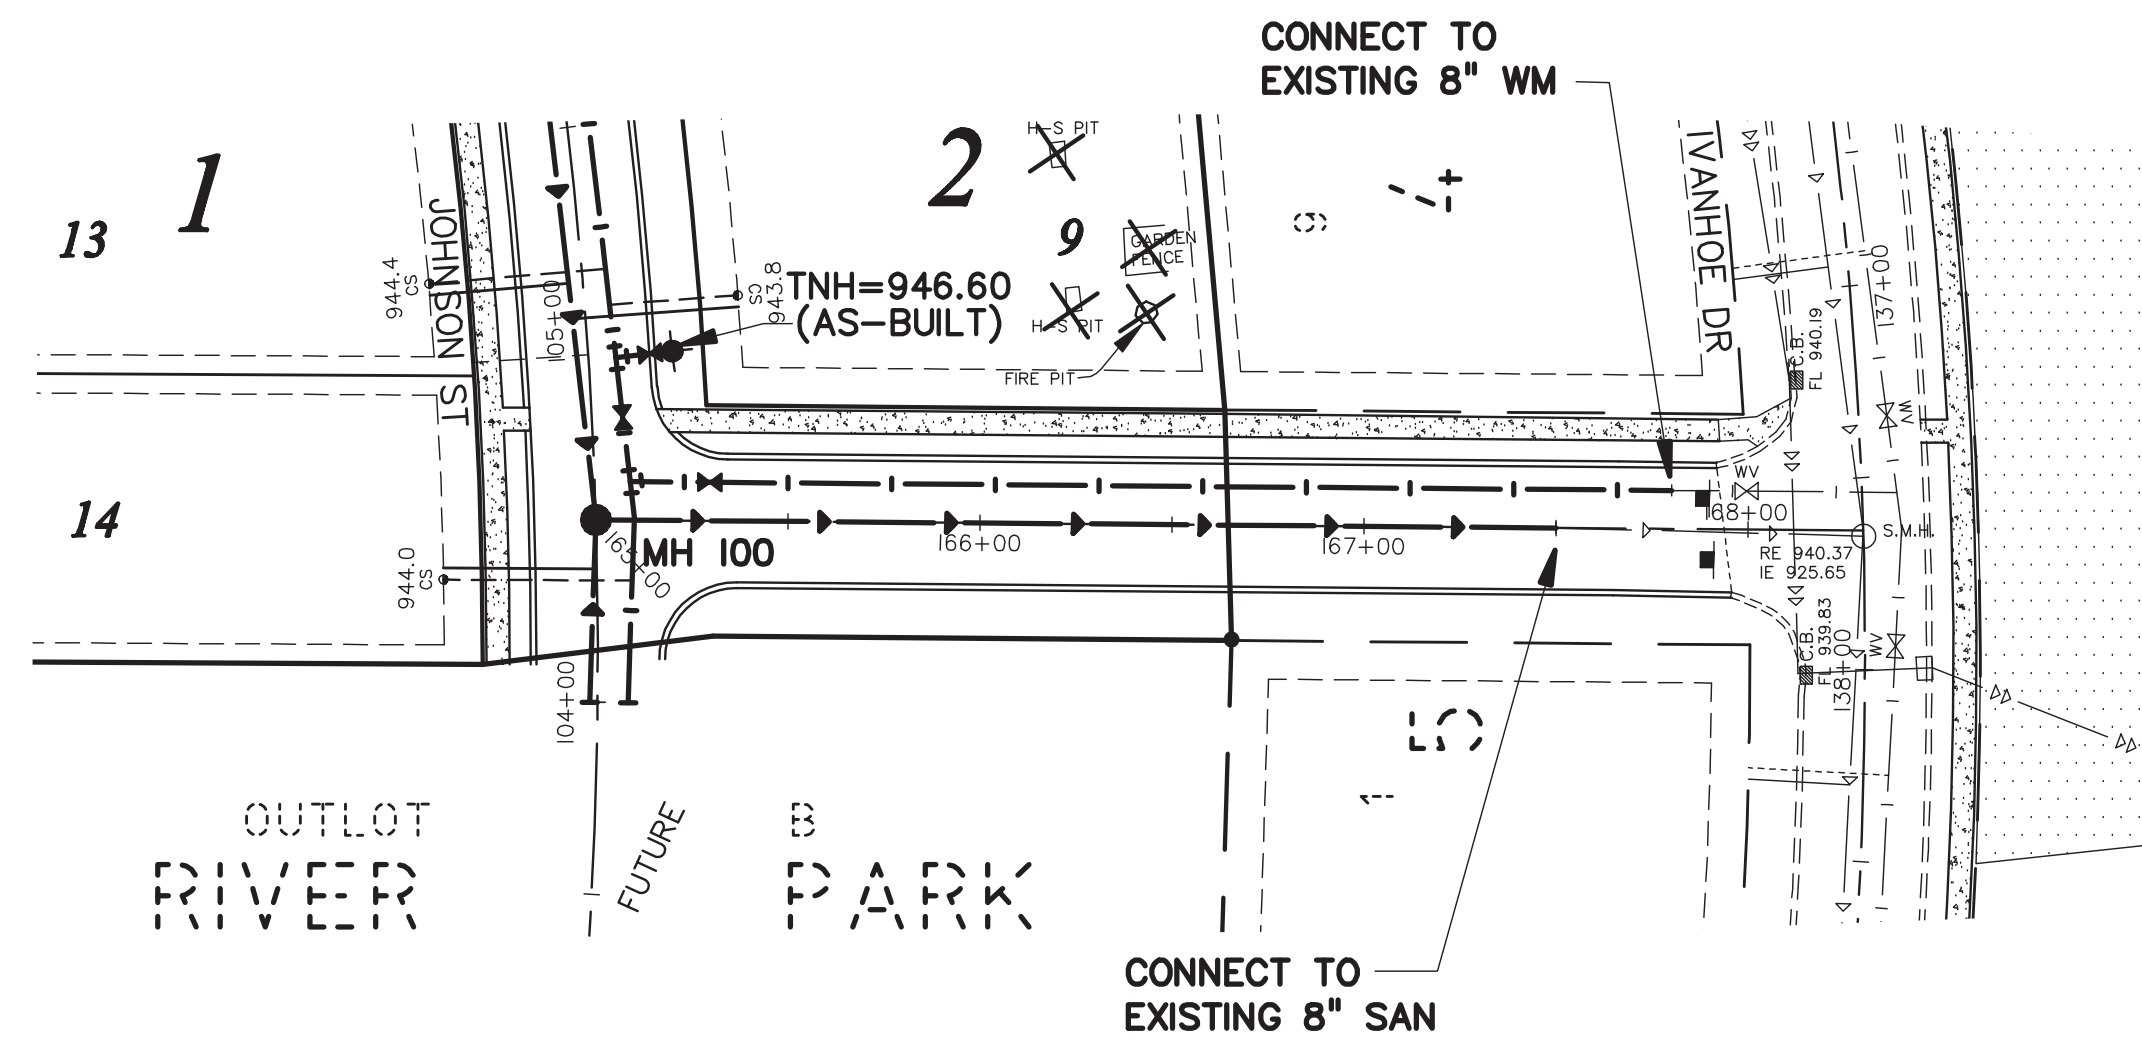 CONNECT TO
EXISTING 8" WM
H-S PIT
2
1
13
9
GARDEN
FENCE
JOHNSON ST
IVANHOE DR
944.4
CS
105+00
CS
943.8
TNH=946.60
(AS-BUILT)
H-S PIT
FIRE PIT
137+00
C.B.
FL 940.19
WV
WV
14
168+00
S.M.H.
165+00
MH 100
166+00
167+00
RE 940.37
IE 925.65
944.0
CS
C.B.
FL 939.83
WV
138+00
104+00
OUTLOT B
FUTURE
RIVER PARK
CONNECT TO
EXISTING 8" SAN